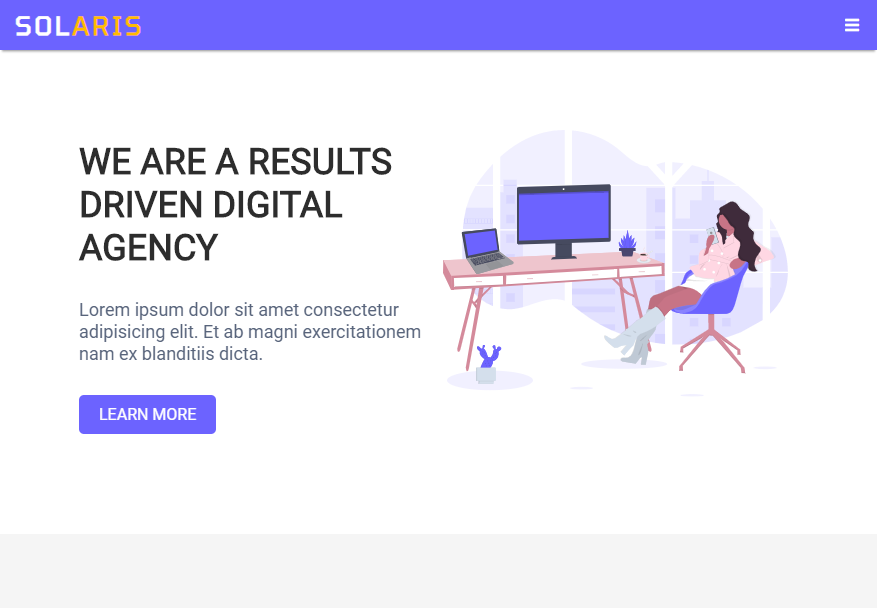 SOLARIS
WE ARE A RESULTS
DRIVEN DIGITAL
AGENCY
Lorem ipsum dolor sit amet consectetur
adipisicing elit. Et ab magni exercitationem
nam ex blanditiis dicta.
LEARN MORE